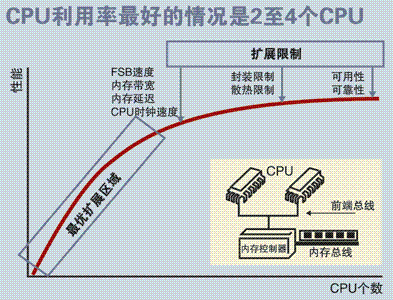 CPU利用率最好的情况是2至4个CPU
扩展限制
性能
FSB速度
内存带宽
内存延迟
CPU时钟速度
封装限制
散热限制
可用性
可靠性
最优扩展区域
CPU
前端总线
内存控制器
内存总线
CPU个数